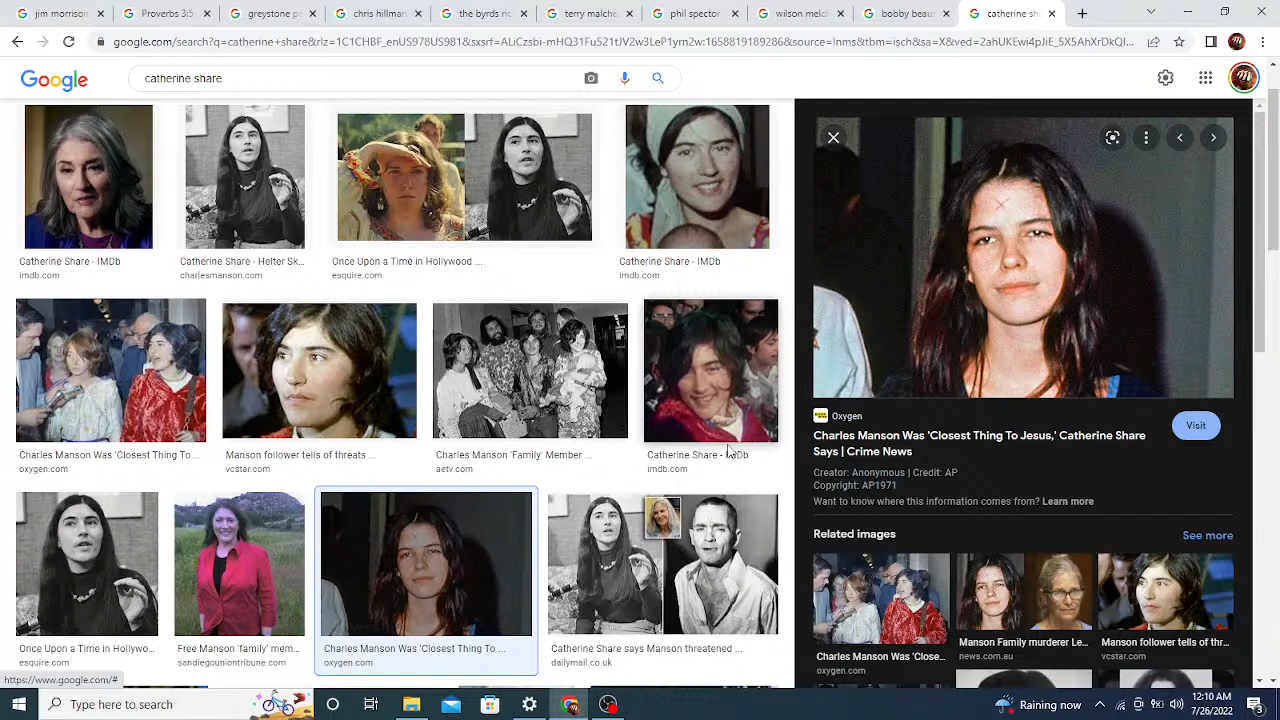 jim morrison
Proverbs 3:5
greystone pa
chris hillman
the byrds ric
terry malche
phil spector
wilson melch
bobby beau
catherine sh
google.com/search?q=catherine+share&rlz=1C1CHBF_enUS978US981&sxsrf=ALiCzsbi-mHQ31Fu521tJV2w3LeP1yrn2w:1658819189286&source=lnms&tbm=isch&sa=X&ved=2ahUKEwj4pJiE_5X5AhXrDkQI...
Google
catherine share
Catherine Share - IMDb
imdb.com
Catherine Share - Helter Sk...
charlesmanson.com
Once Upon a Time in Hollywood ...
esquire.com
Catherine Share - IMDb
imdb.com
Charles Manson Was 'Closest Thing To ...
oxygen.com
Manson follower tells of threats ...
vcstar.com
Charles Manson 'Family' Member ...
aetv.com
Catherine Share - IMDb
imdb.com
Once Upon a Time in Hollywo...
esquire.com
Free Manson 'family' mem...
sandiegouniontribune.com
Charles Manson Was 'Closest Thing To ...
oxygen.com
Catherine Share says Manson threatened ...
dailymail.co.uk
Oxygen
Visit
Charles Manson Was 'Closest Thing To Jesus,' Catherine Share
Says | Crime News
Creator: Anonymous | Credit: AP
Copyright: AP1971
Want to know where this information comes from? Learn more
Related images
See more
Charles Manson Was 'Close...
oxygen.com
Manson Family murderer Le...
news.com.au
Manson follower tells of thr...
vcstar.com
https://www.google.com/#
Type here to search
Raining now
12:10 AM
7/26/2022